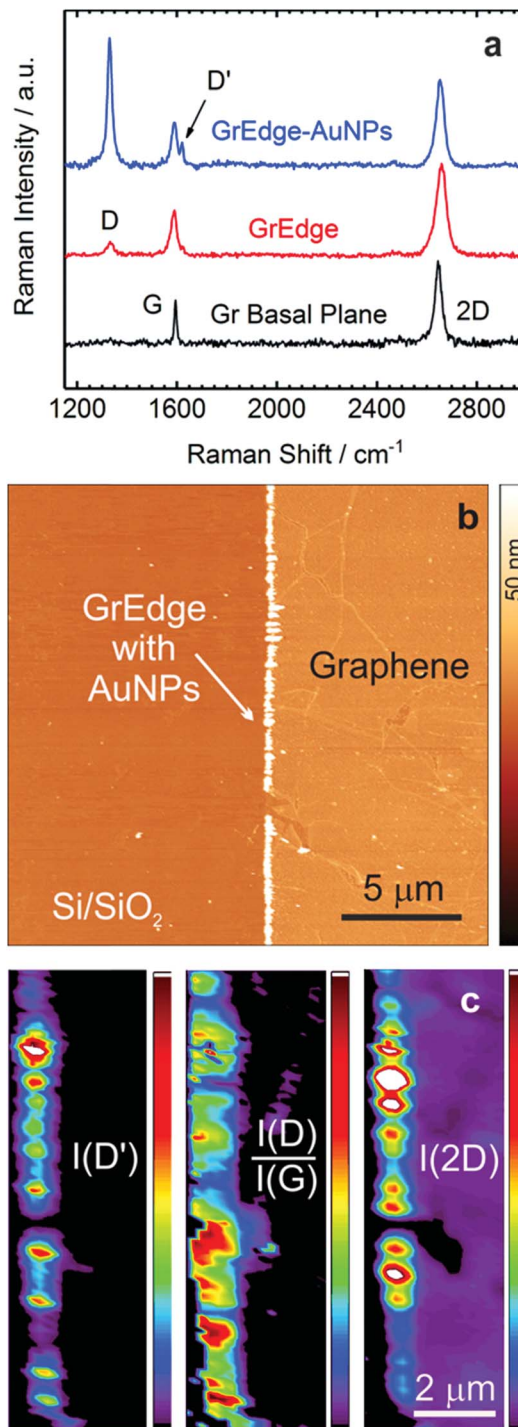 a
D'
GrEdge-AuNPs
D
GrEdge
G
Gr Basal Plane
2D
Raman Intensity / a.u.
1200
1600
2000
2400
2800
Raman Shift / cm⁻¹
b
50 nm
GrEdge
with
AuNPs
Graphene
Si/SiO₂
5 μm
c
I(D')
I(D)
I(G)
I(2D)
2 μm